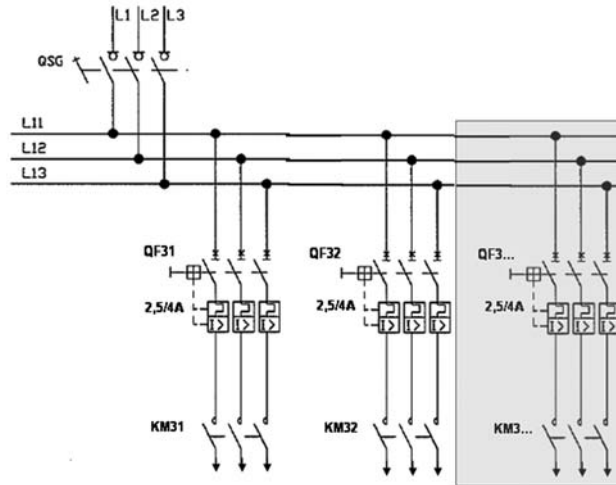 L1 L2 L3
QSG
L11
L12
L13
QF31 QF32 QF3...
2,5/4A 2,5/4A 2,5/4A
I> I> I> I> I> I> I> I> I>
KM31 KM32 KM3...